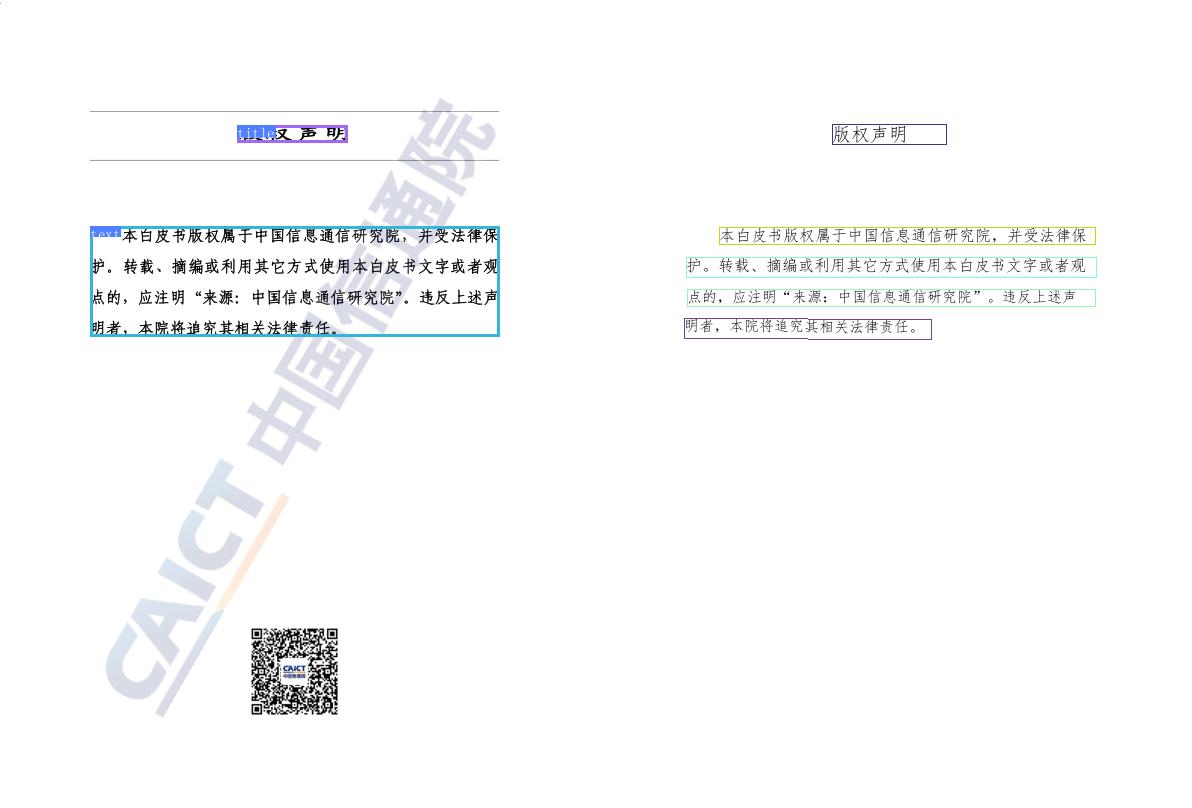 title 版权声明
text 本白皮书版权属于中国信息通信研究院，并受法律保
护。转载、摘编或利用其它方式使用本白皮书文字或者观
点的，应注明“来源：中国信息通信研究院”。违反上述声
明者，本院将追究其相关法律责任。
CAICT 中国信通院
CAICT
中国信通院
版权声明
本白皮书版权属于中国信息通信研究院，并受法律保
护。转载、摘编或利用其它方式使用本白皮书文字或者观
点的，应注明“来源：中国信息通信研究院”。违反上述声
明者，本院将追究其相关法律责任。